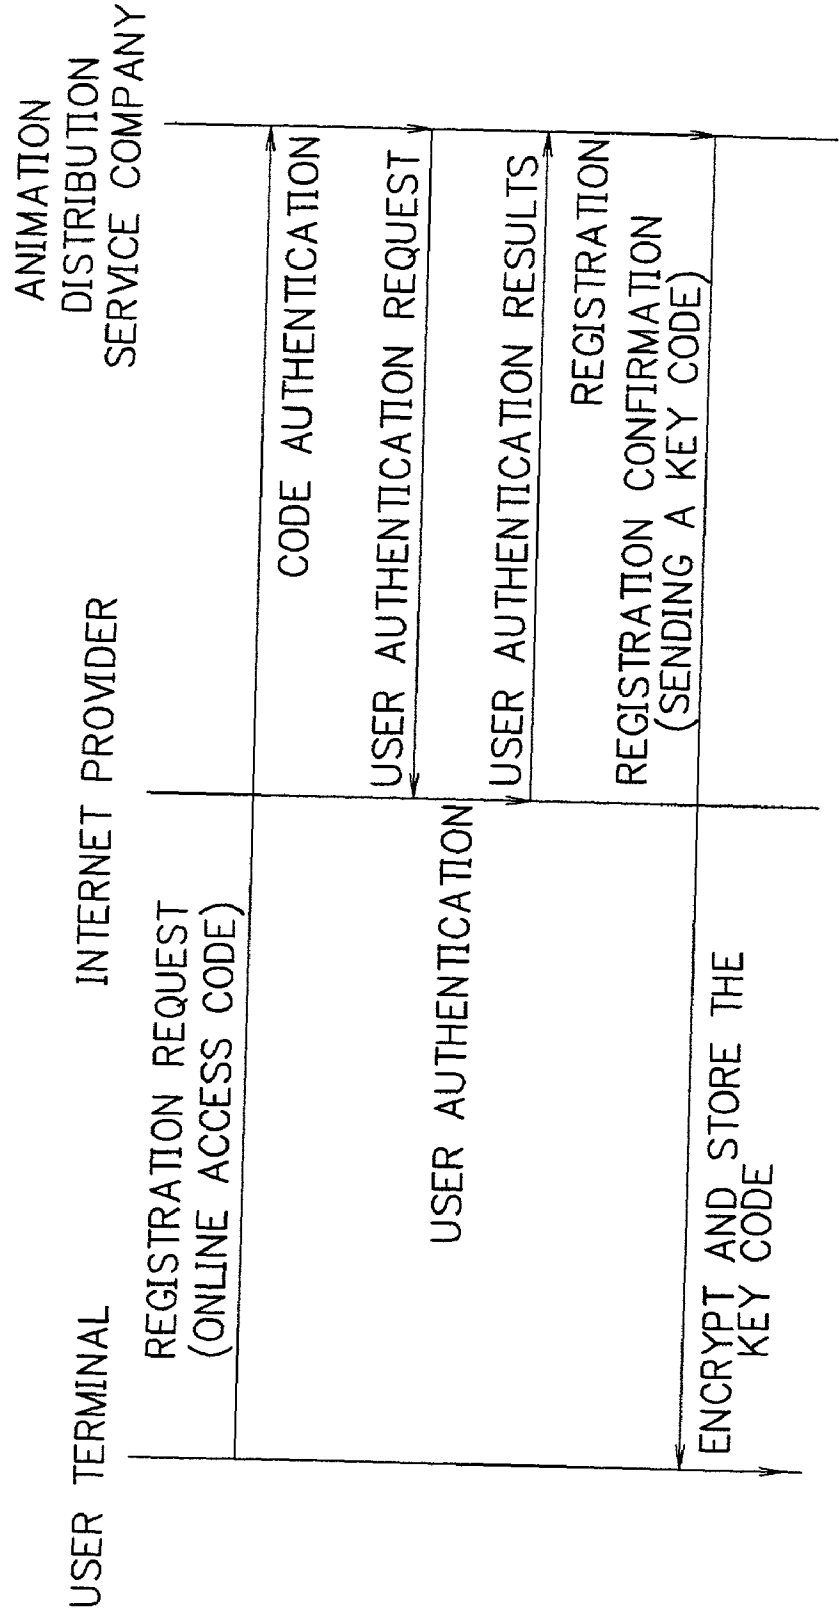 USER TERMINAL
INTERNET PROVIDER
ANIMATION
DISTRIBUTION
SERVICE COMPANY
REGISTRATION REQUEST
(ONLINE ACCESS CODE)
CODE AUTHENTICATION
USER AUTHENTICATION REQUEST
USER AUTHENTICATION
USER AUTHENTICATION RESULTS
REGISTRATION
REGISTRATION CONFIRMATION
(SENDING A KEY CODE)
ENCRYPT AND STORE THE
KEY CODE